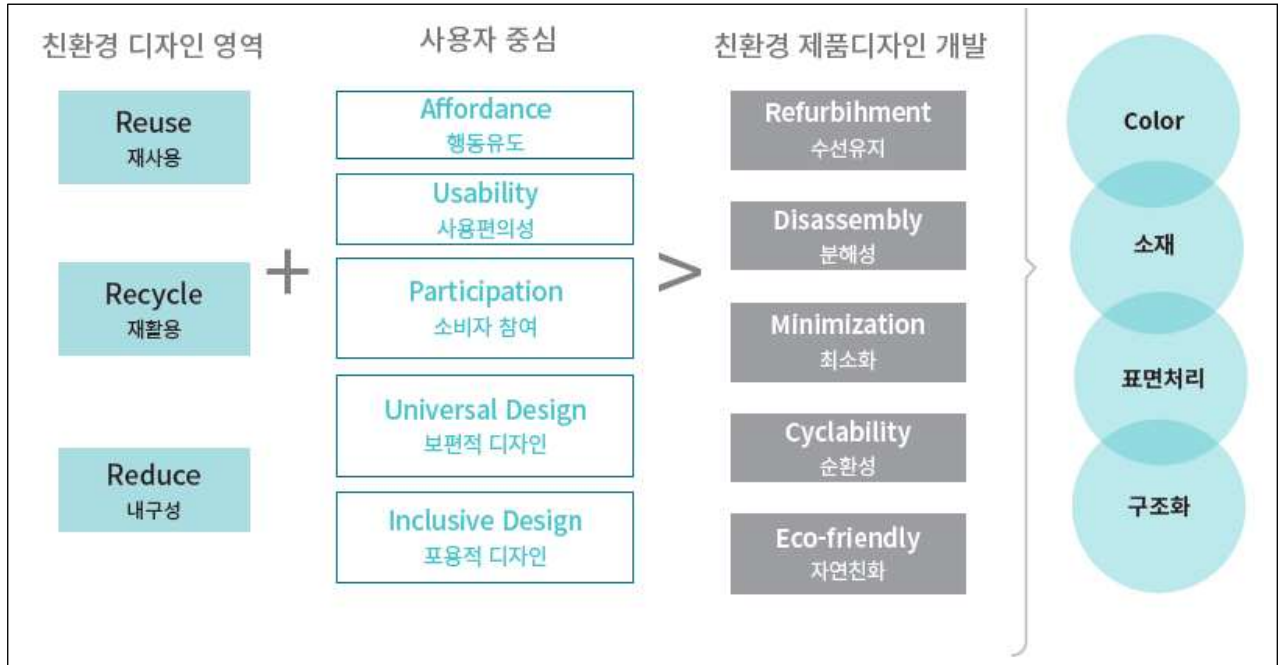 친환경 디자인 영역
Reuse
재사용
Recycle
재활용
Reduce
내구성
+
사용자 중심
Affordance
행동유도
Usability
사용편의성
Participation
소비자 참여
Universal Design
보편적 디자인
Inclusive Design
포용적 디자인
>
친환경 제품디자인 개발
Refurbihment
수선유지
Disassembly
분해성
Minimization
최소화
Cyclability
순환성
Eco-friendly
자연친화
Color
소재
표면처리
구조화